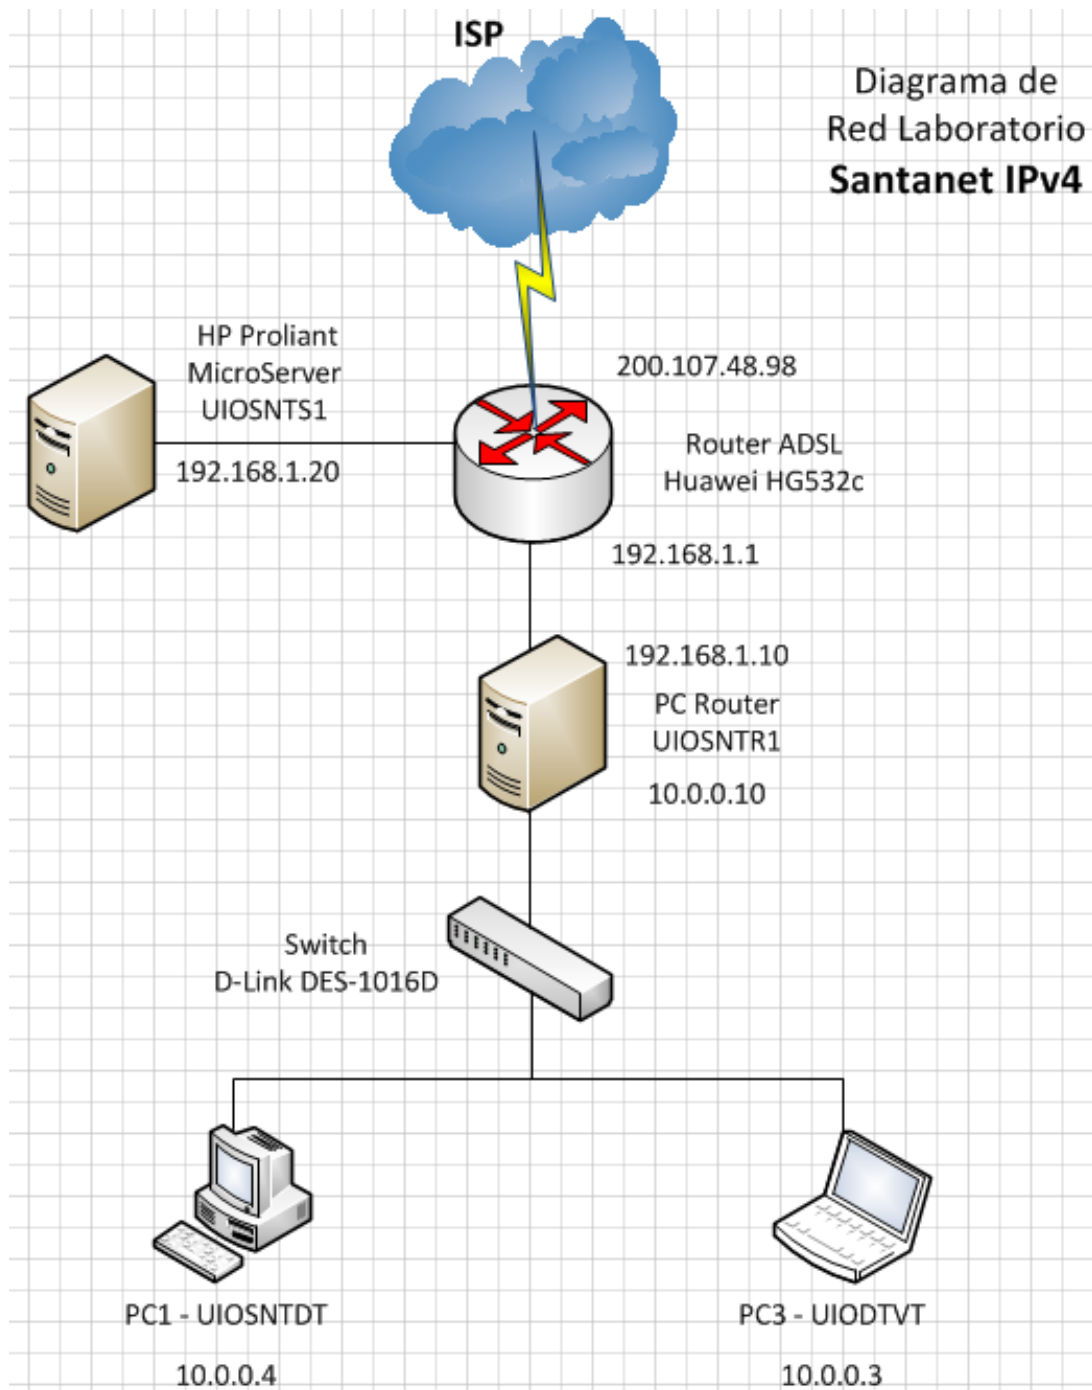 ISP
Diagrama de
Red Laboratorio
Santanet IPv4
HP Proliant
MicroServer
UIOSNTS1
192.168.1.20
200.107.48.98
Router ADSL
Huawei HG532c
192.168.1.1
192.168.1.10
PC Router
UIOSNTR1
10.0.0.10
Switch
D-Link DES-1016D
PC1 - UIOSNTDT
10.0.0.4
PC3 - UIODTVT
10.0.0.3